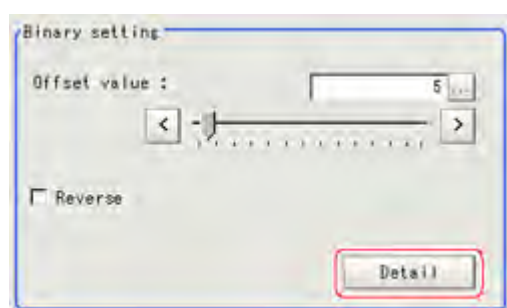 Binary setting
Offset value : 5 ...
< >
Reverse
Detail